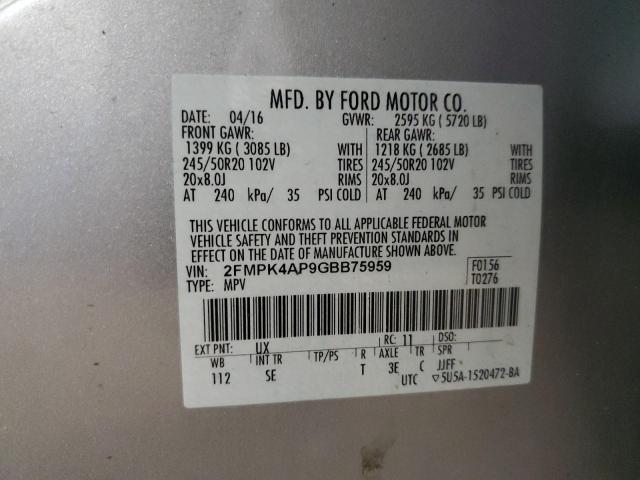 MFD. BY FORD MOTOR CO.
DATE: 04/16 GVWR: 2595 KG ( 5720 LB)
FRONT GAWR: REAR GAWR:
1399 KG ( 3085 LB) WITH 1218 KG ( 2685 LB) WITH
245/50R20 102V TIRES 245/50R20 102V TIRES
20x8.0J RIMS 20x8.0J RIMS
AT 240 kPa/ 35 PSI COLD AT 240 kPa/ 35 PSI COLD
THIS VEHICLE CONFORMS TO ALL APPLICABLE FEDERAL MOTOR
VEHICLE SAFETY AND THEFT PREVENTION STANDARDS IN
EFFECT ON THE DATE OF MANUFACTURE SHOWN ABOVE.
VIN: 2FMPK4AP9GBB75959 F0156
TYPE: MPV T0276
EXT PNT: UX RC: 11 DSO:
WB INT TR TP/PS R AXLE TR SPR
112 5E T 3E C JJFF
UTC ▽5U5A-1520472-BA